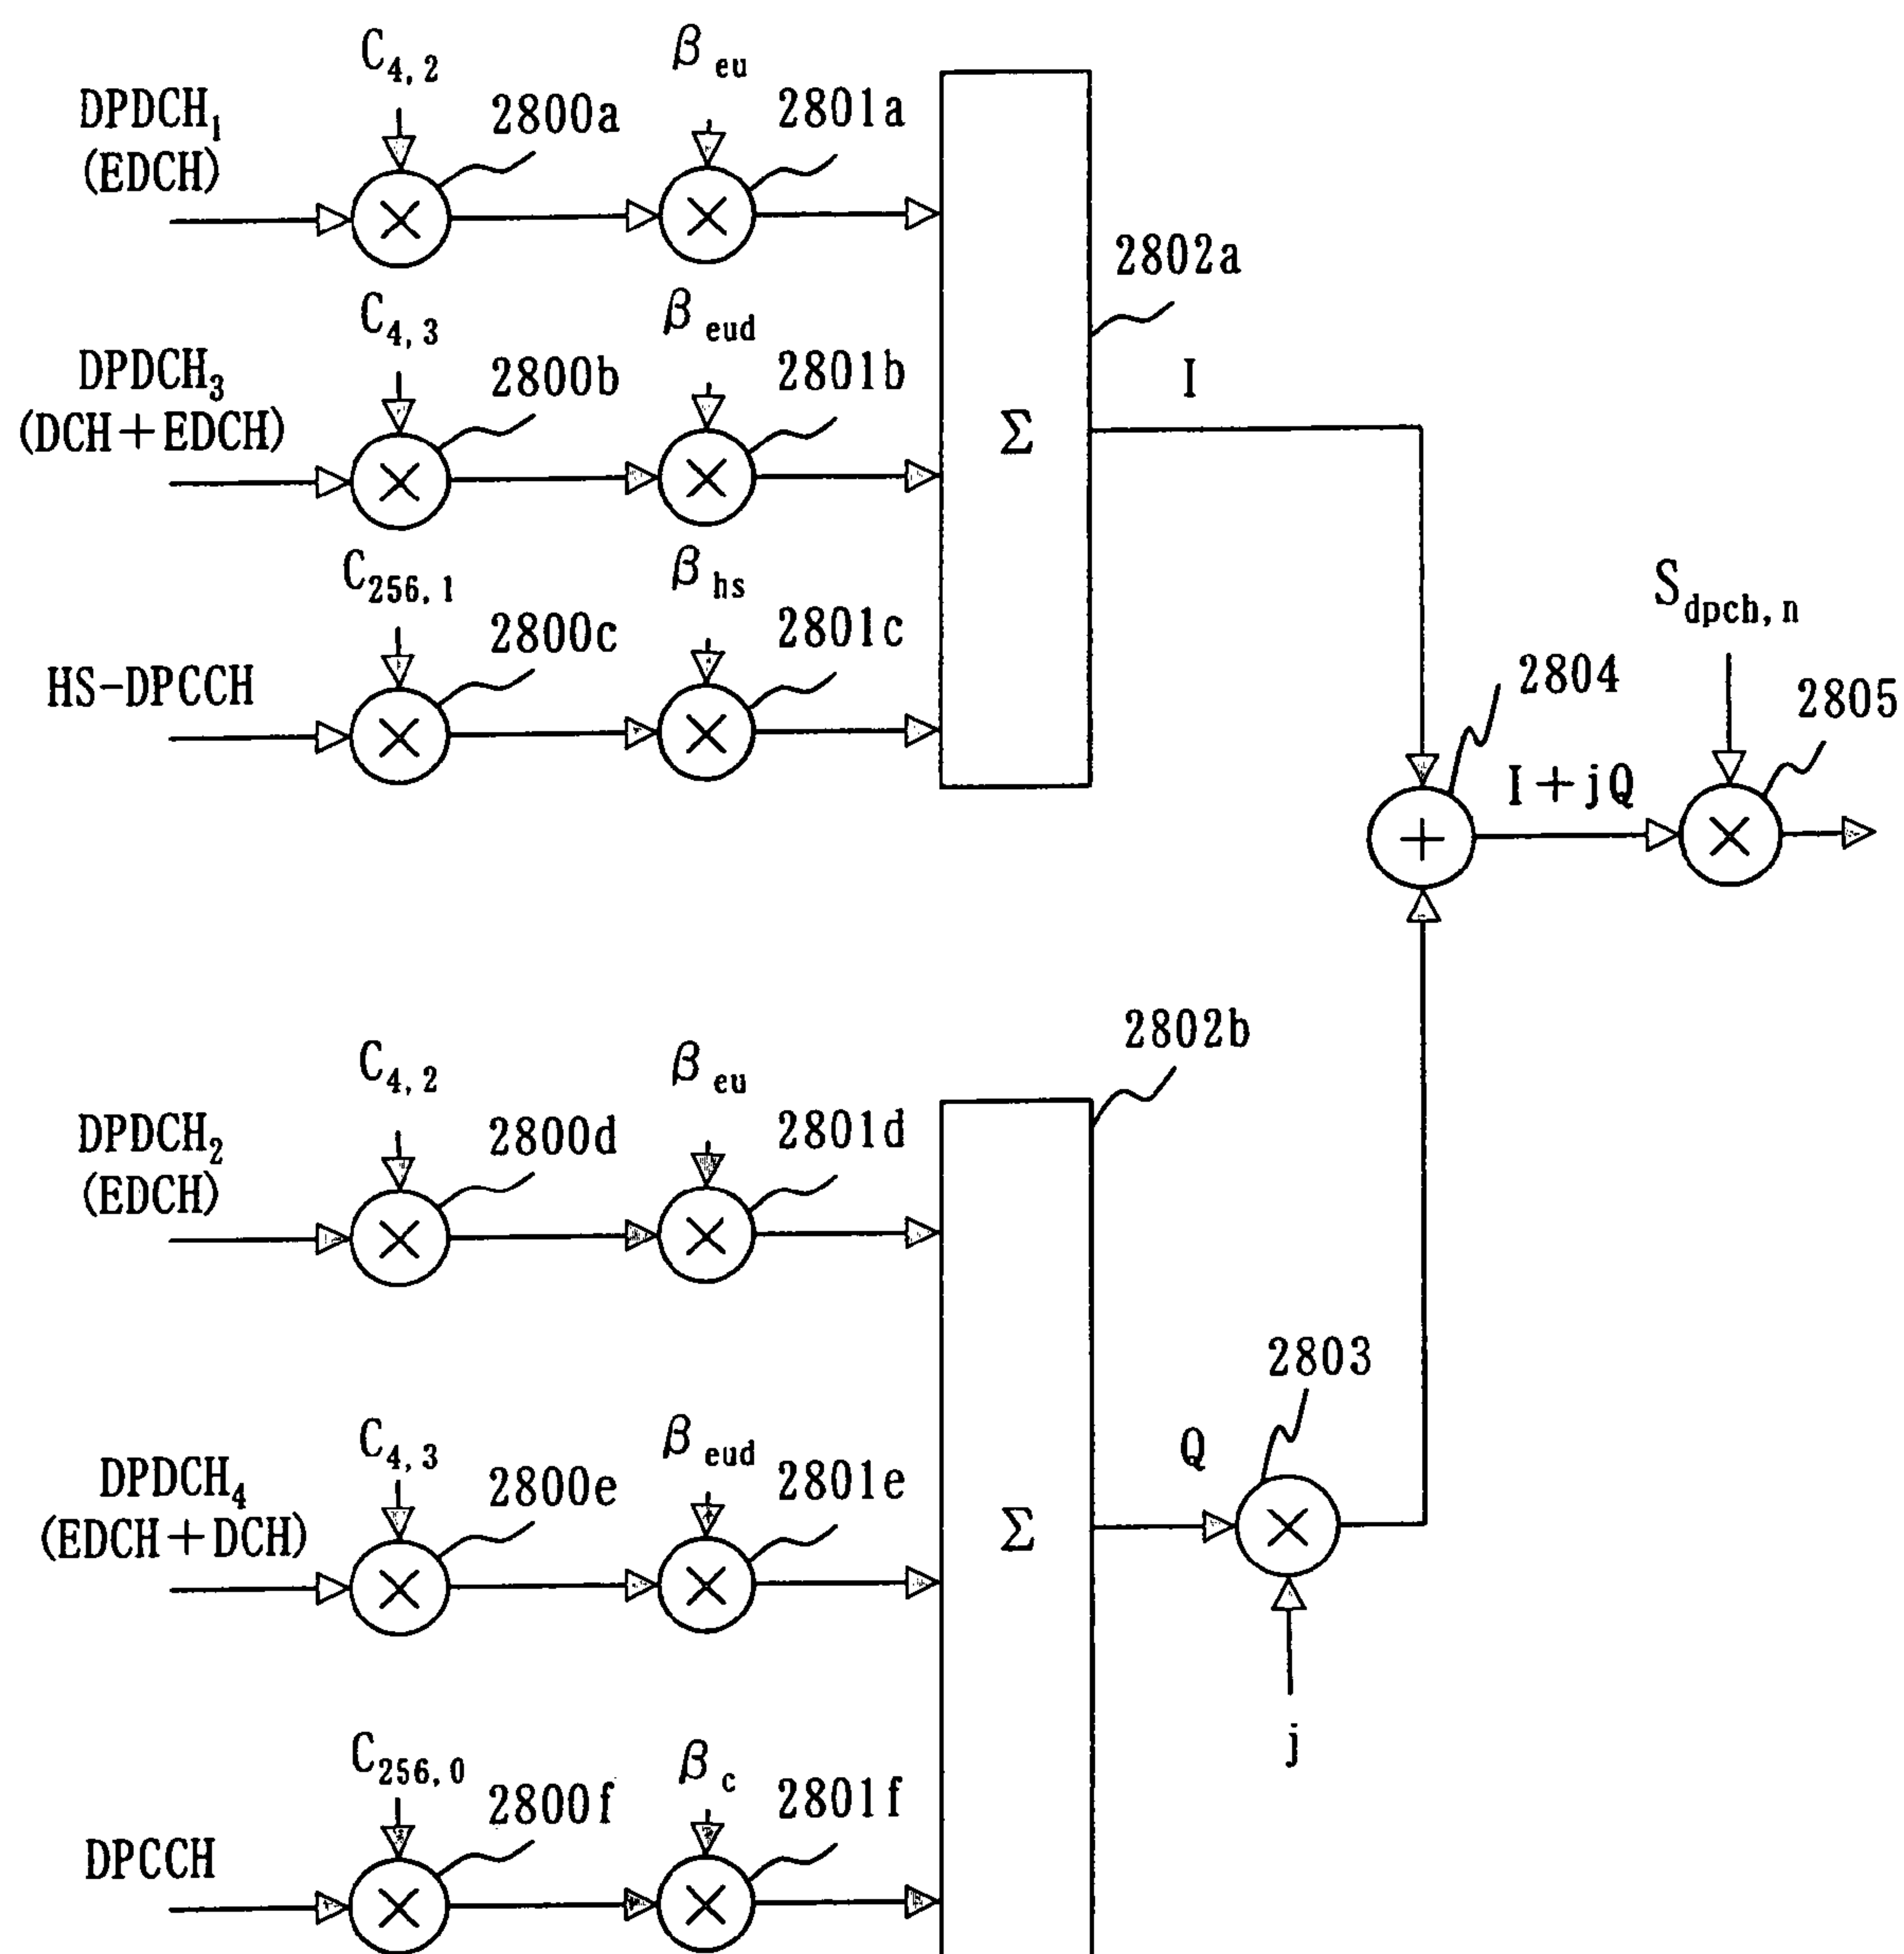 C4,2
βeu
DPDCH1
(EDCH)
2800a
2801a
2802a
C4,3
βeud
DPDCH3
(DCH+EDCH)
2800b
2801b
Σ
I
C256,1
βhs
HS-DPCCH
2800c
2801c
Sdpch,n
2804
2805
I+jQ
2802b
C4,2
βeu
DPDCH2
(EDCH)
2800d
2801d
2803
C4,3
βeud
DPDCH4
(EDCH+DCH)
2800e
2801e
Σ
Q
j
C256,0
βc
DPCCH
2800f
2801f